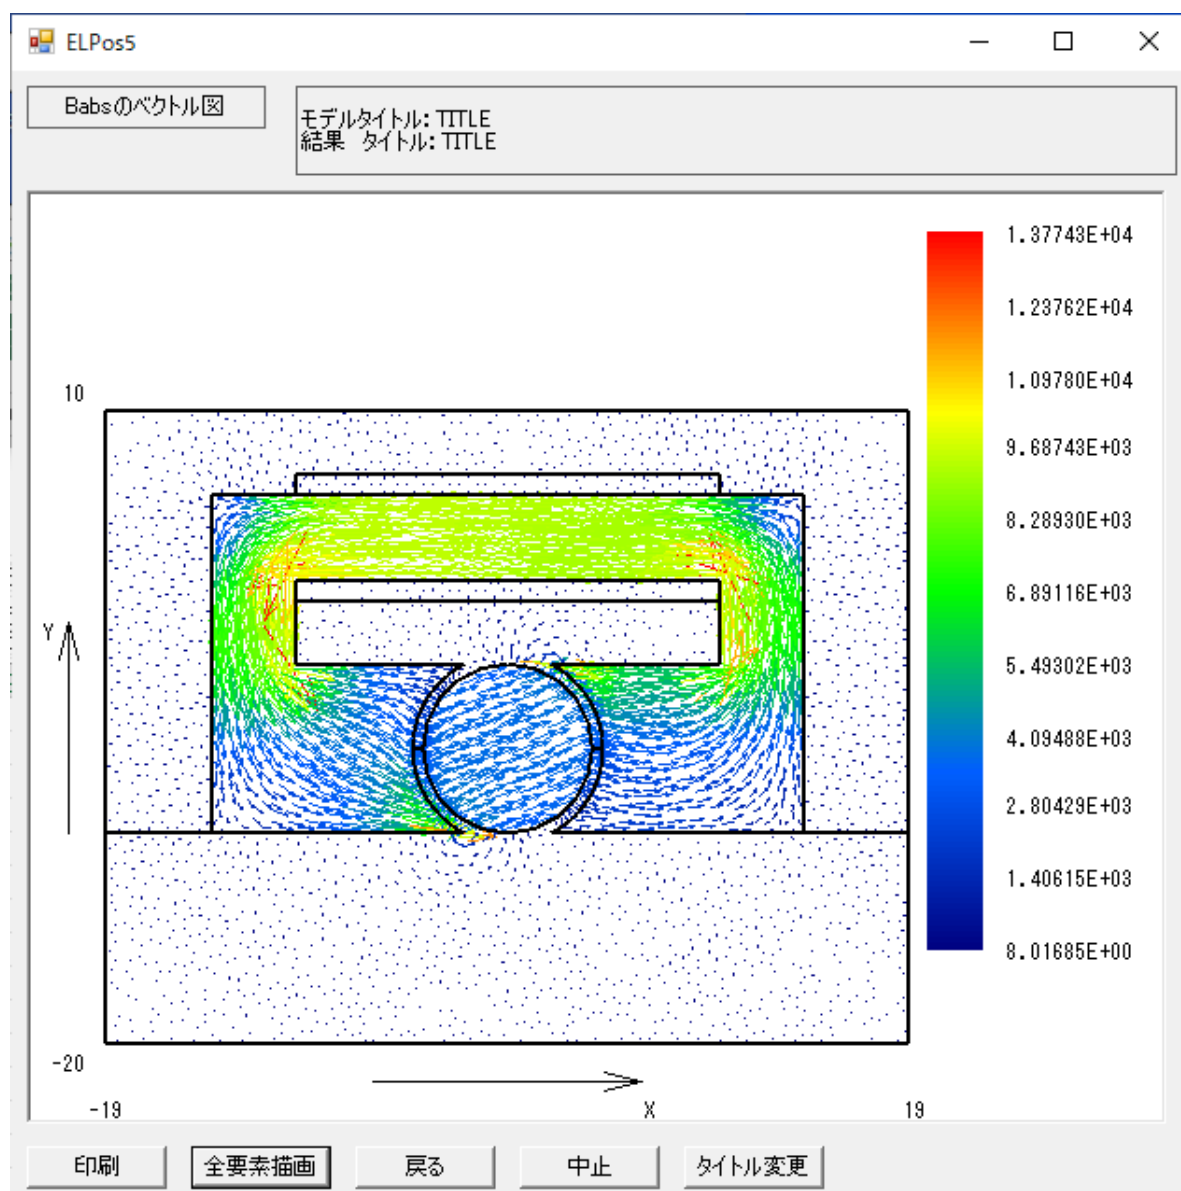 ELPos5
Babsのベクトル図
モデルタイトル: TITLE
結果 タイトル: TITLE
1.37743E+04
1.23762E+04
1.09780E+04
9.68743E+03
8.28930E+03
6.89116E+03
5.49302E+03
4.09488E+03
2.80429E+03
1.40615E+03
8.01685E+00
10
Y
-20
-19
X
19
印刷
全要素描画
戻る
中止
タイトル変更